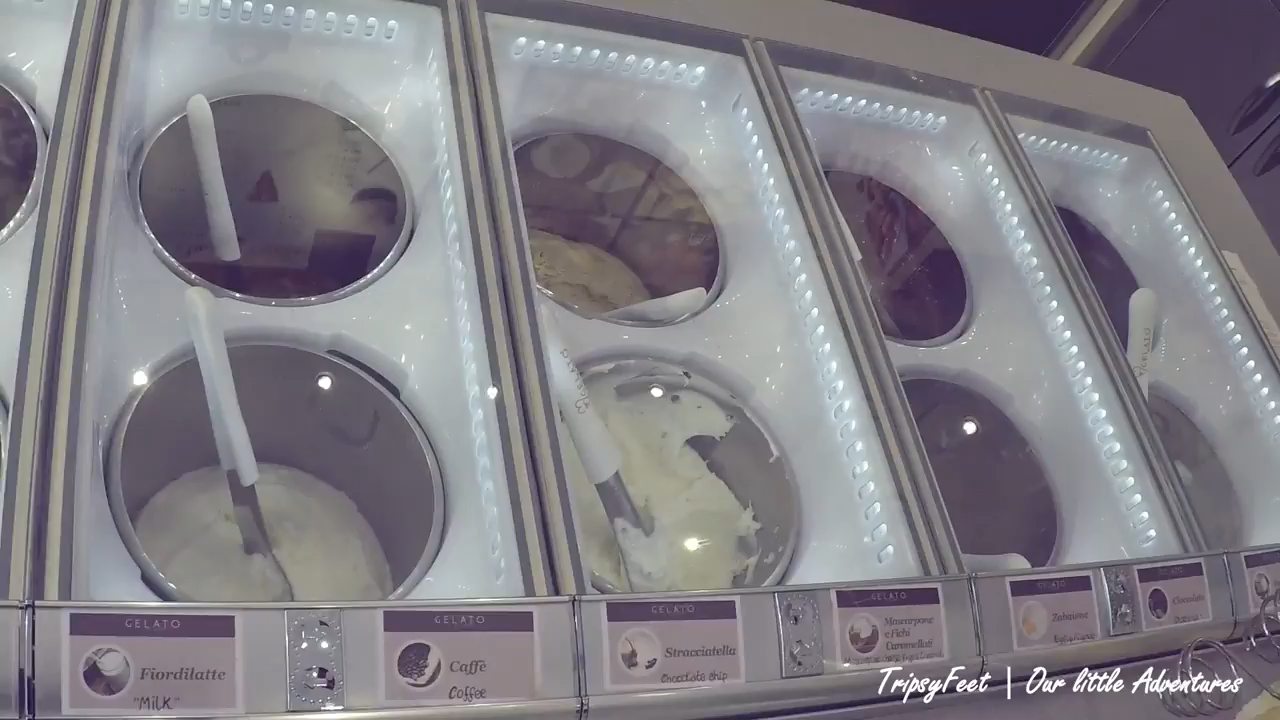 GELATO
Fiordilatte
"MILK"
GELATO
Caffè
Coffee
GELATO
Stracciatella
Chocolate chip
GELATO
Mascarpone
e Fichi
Caramellati
GELATO
Zabaione
GELATO
Cioccolato
GELATO
TripsyFeet | Our little Adventures